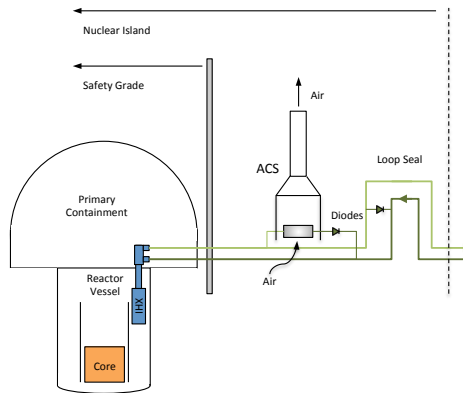 Nuclear Island
Safety Grade
Air
ACS
Loop Seal
Primary
Containment
Diodes
Reactor
Vessel
Air
IHX
Core